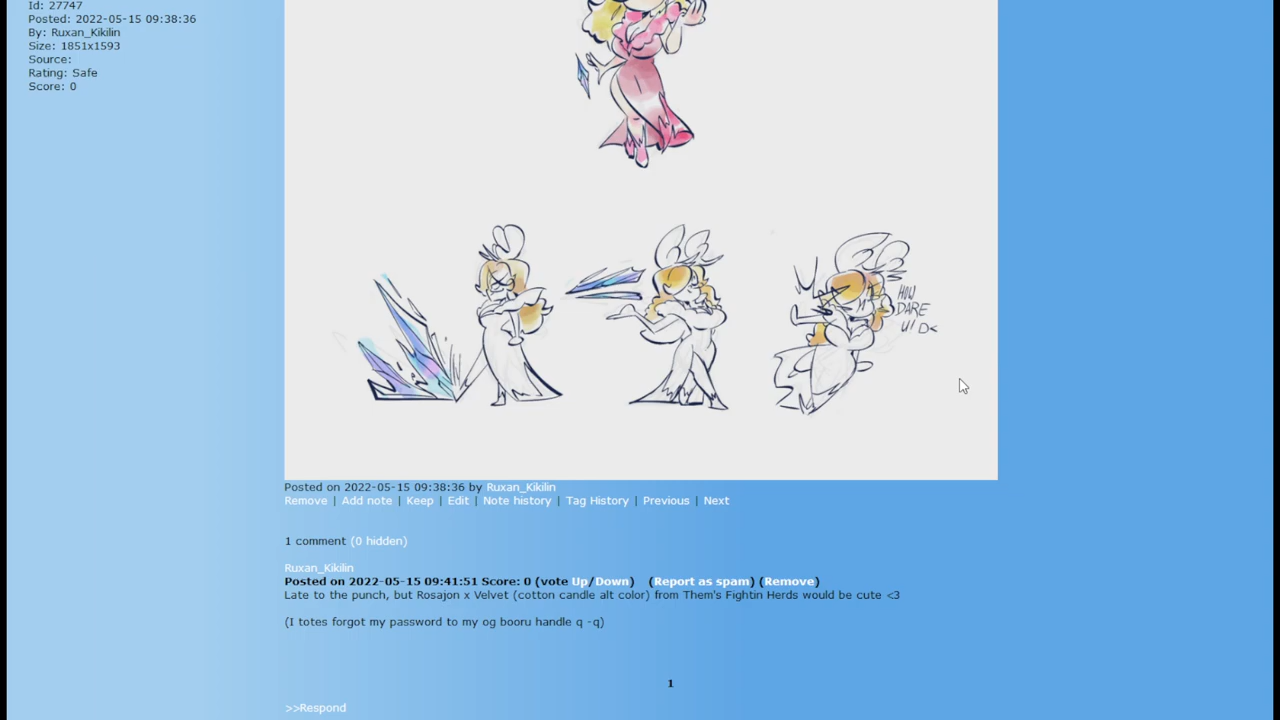 Id: 27747
Posted: 2022-05-15 09:38:36
By: Ruxan_Kikilin
Size: 1851x1593
Source:
Rating: Safe
Score: 0
HOW
DARE
U! D<
Posted on 2022-05-15 09:38:36 by Ruxan_Kikilin
Remove | Add note | Keep | Edit | Note history | Tag History | Previous | Next
1 comment (0 hidden)
Ruxan_Kikilin
Posted on 2022-05-15 09:41:51 Score: 0 (vote Up/Down) (Report as spam) (Remove)
Late to the punch, but Rosajon x Velvet (cotton candle alt color) from Them's Fightin Herds would be cute <3
(I totes forgot my password to my og booru handle q -q)
1
>>Respond